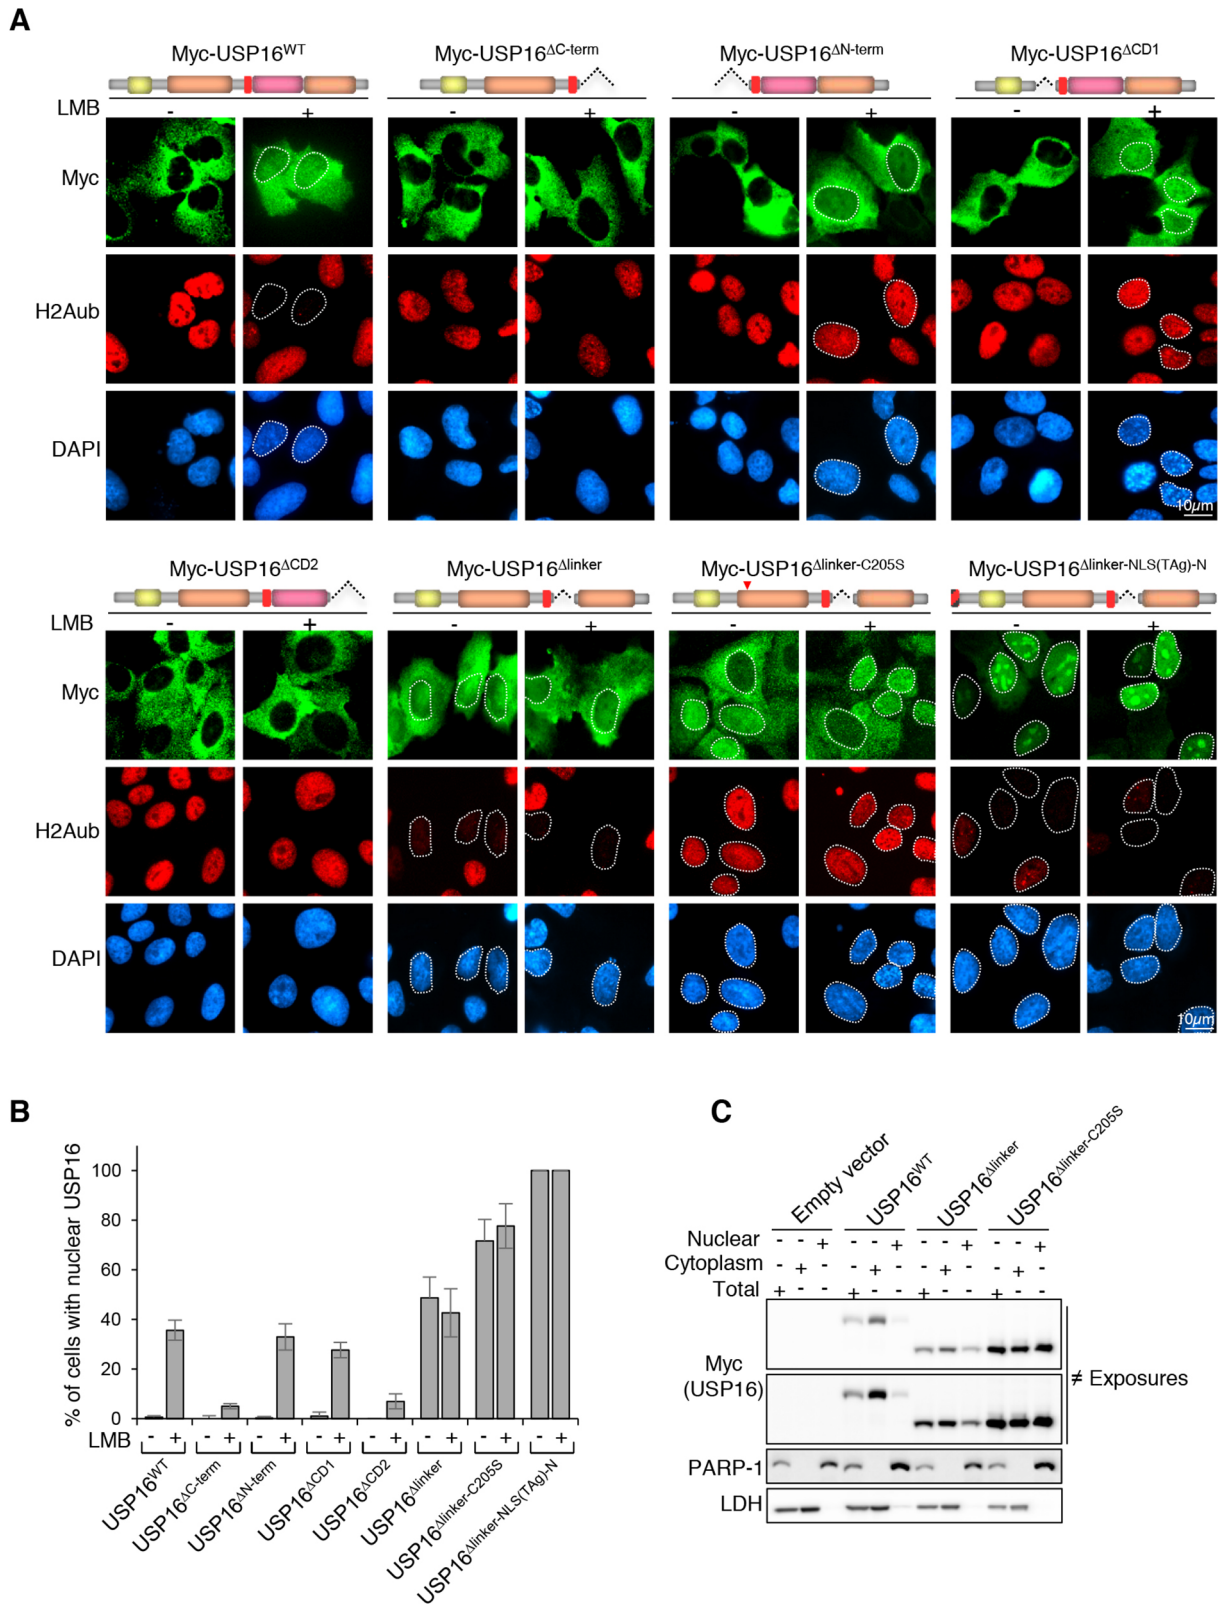 A
Myc-USP16WT
Myc-USP16ΔC-term
Myc-USP16ΔN-term
Myc-USP16ΔCD1
LMB - + - + - + - +
Myc
H2Aub
DAPI
10µm
Myc-USP16ΔCD2
Myc-USP16Δlinker
Myc-USP16Δlinker-C205S
Myc-USP16Δlinker-NLS(TAg)-N
LMB - + - + - + - +
Myc
H2Aub
DAPI
10µm
B
% of cells with nuclear USP16
100
80
60
40
20
0
LMB - + - + - + - + - + - + - + - +
USP16WT
USP16ΔC-term
USP16ΔN-term
USP16ΔCD1
USP16ΔCD2
USP16Δlinker
USP16Δlinker-C205S
USP16Δlinker-NLS(TAg)-N
C
Empty vector
USP16WT
USP16Δlinker
USP16Δlinker-C205S
Nuclear - - + - - + - - + - - +
Cytoplasm - + - - + - - + - - + -
Total + - - + - - + - - + - -
Myc
(USP16)
≠ Exposures
PARP-1
LDH